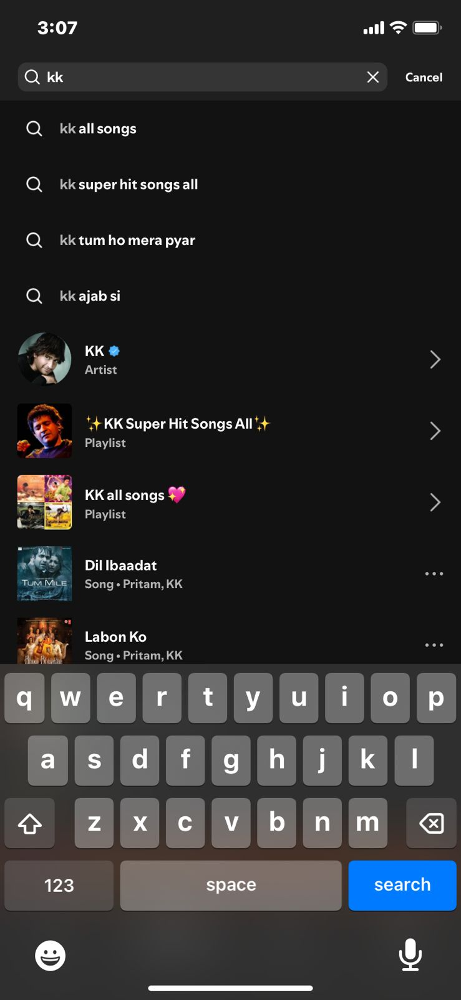 3:07
kk
Cancel
kk all songs
kk super hit songs all
kk tum ho mera pyar
kk ajab si
KK
Artist
✨KK Super Hit Songs All✨
Playlist
KK all songs 💖
Playlist
TUM MILE
Dil Ibaadat
Song • Pritam, KK
Labon Ko
Song • Pritam, KK
q w e r t y u i o p
a s d f g h j k l
z x c v b n m
123 space search